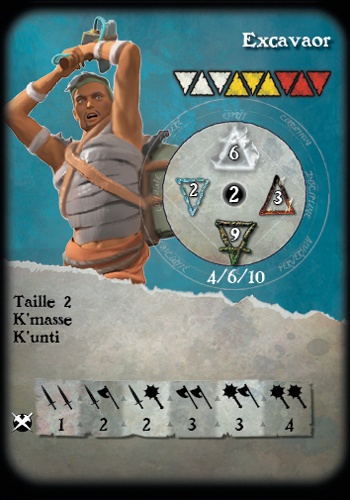 Excavaor
6
2 2 3
9
4/6/10
Taille 2
K'masse
K'unti
1 2 2 3 3 4